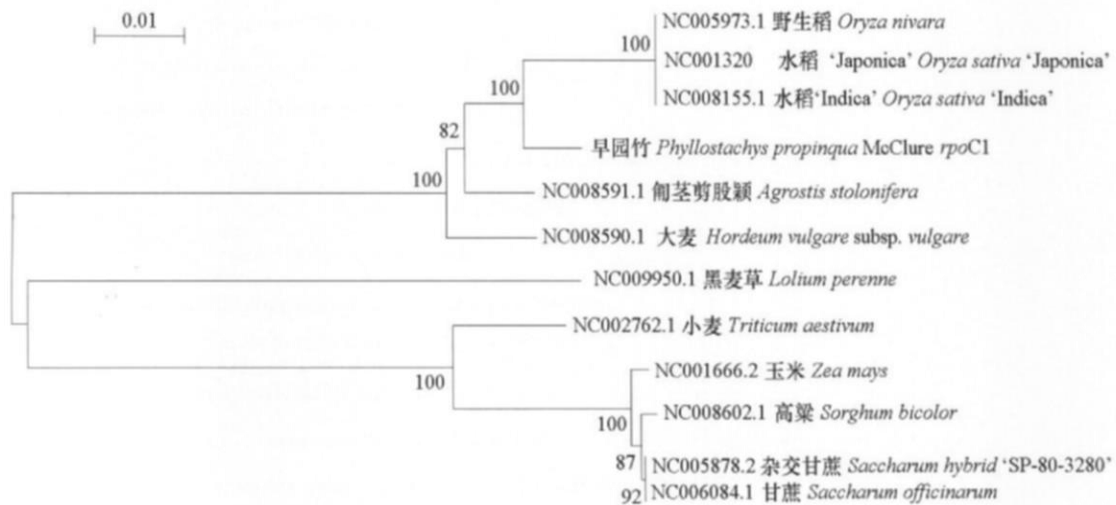 0.01
NC005973.1 野生稻 Oryza nivara
100
NC001320 水稻 ‘Japonica’ Oryza sativa ‘Japonica’
100
NC008155.1 水稻‘Indica’ Oryza sativa ‘Indica’
82
早园竹 Phyllostachys propinqua McClure rpoC1
100
NC008591.1 匍茎剪股颖 Agrostis stolonifera
NC008590.1 大麦 Hordeum vulgare subsp. vulgare
NC009950.1 黑麦草 Lolium perenne
NC002762.1 小麦 Triticum aestivum
100
NC001666.2 玉米 Zea mays
100
NC008602.1 高粱 Sorghum bicolor
87
NC005878.2 杂交甘蔗 Saccharum hybrid ‘SP-80-3280’
92
NC006084.1 甘蔗 Saccharum officinarum